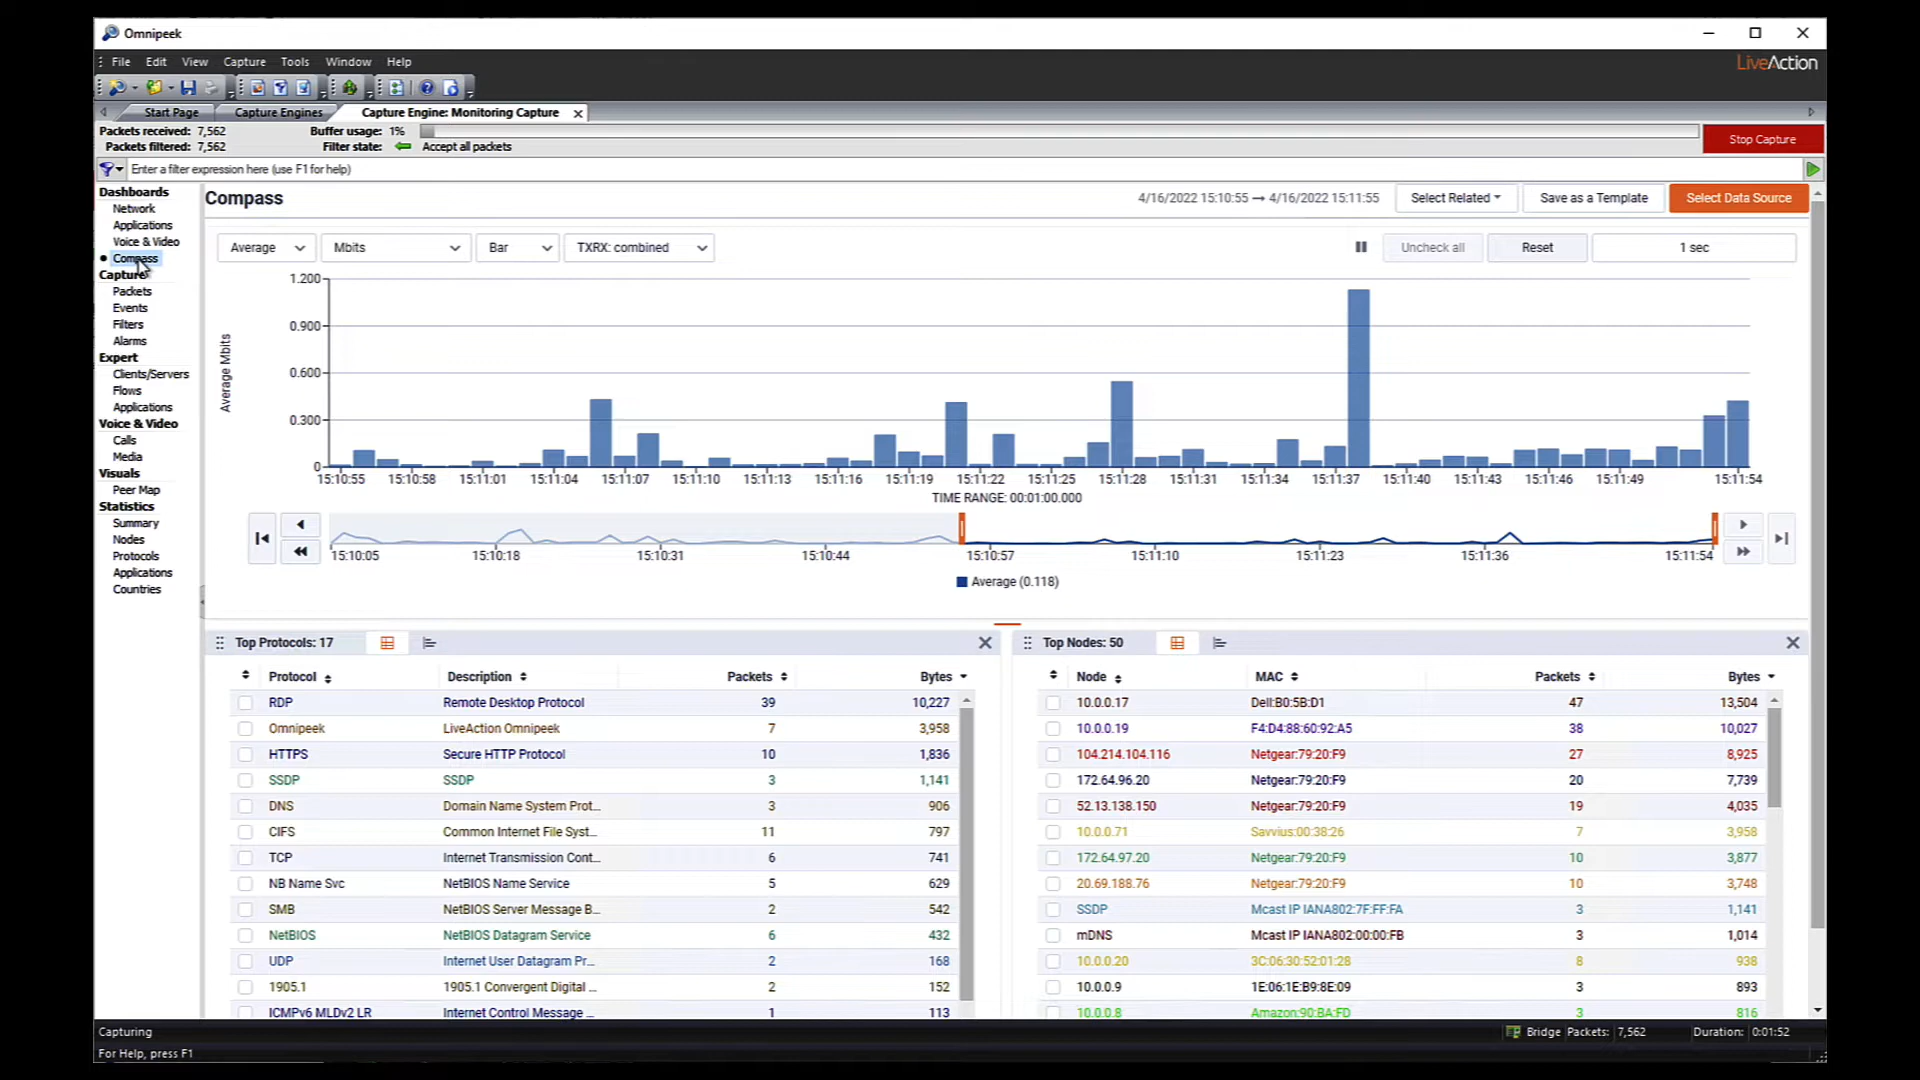 Omnipeek
File Edit View Capture Tools Window Help
LiveAction
Start Page Capture Engines Capture Engine: Monitoring Capture
Packets received: 7,562 Buffer usage: 1%
Packets filtered: 7,562 Filter state: Accept all packets
Stop Capture
Enter a filter expression here (use F1 for help)
Dashboards
Network
Applications
Voice & Video
Compass
Capture
Packets
Events
Filters
Alarms
Expert
Clients/Servers
Flows
Applications
Voice & Video
Calls
Media
Visuals
Peer Map
Statistics
Summary
Nodes
Protocols
Applications
Countries
Compass
4/16/2022 15:10:55 → 4/16/2022 15:11:55 Select Related Save as a Template Select Data Source
Average Mbits Bar TXRX: combined Uncheck all Reset 1 sec
Average Mbits
1.200
0.900
0.600
0.300
0
15:10:55 15:10:58 15:11:01 15:11:04 15:11:07 15:11:10 15:11:13 15:11:16 15:11:19 15:11:22 15:11:25 15:11:28 15:11:31 15:11:34 15:11:37 15:11:40 15:11:43 15:11:46 15:11:49 15:11:54
TIME RANGE: 00:01:00.000
15:10:05 15:10:18 15:10:31 15:10:44 15:10:57 15:11:10 15:11:23 15:11:36 15:11:54
Average (0.118)
Top Protocols: 17
Protocol Description Packets Bytes
RDP Remote Desktop Protocol 39 10,227
Omnipeek LiveAction Omnipeek 7 3,958
HTTPS Secure HTTP Protocol 10 1,836
SSDP SSDP 3 1,141
DNS Domain Name System Prot... 3 906
CIFS Common Internet File Syst... 11 797
TCP Internet Transmission Cont... 6 741
NB Name Svc NetBIOS Name Service 5 629
SMB NetBIOS Server Message B... 2 542
NetBIOS NetBIOS Datagram Service 6 432
UDP Internet User Datagram Pr... 2 168
1905.1 1905.1 Convergent Digital ... 2 152
ICMPv6 MLDv2 LR Internet Control Message ... 1 113
Top Nodes: 50
Node MAC Packets Bytes
10.0.0.17 Dell:B0:5B:D1 47 13,504
10.0.0.19 F4:D4:88:60:92:A5 38 10,027
104.214.104.116 Netgear:79:20:F9 27 8,925
172.64.96.20 Netgear:79:20:F9 20 7,739
52.13.138.150 Netgear:79:20:F9 19 4,035
10.0.0.71 Savvius:00:38:26 7 3,958
172.64.97.20 Netgear:79:20:F9 10 3,877
20.69.188.76 Netgear:79:20:F9 10 3,748
SSDP Mcast IP IANA802:7F:FF:FA 3 1,141
mDNS Mcast IP IANA802:00:00:FB 3 1,014
10.0.0.20 3C:06:30:52:01:28 8 938
10.0.0.9 1E:06:1E:B9:8E:09 3 893
10.0.0.8 Amazon:90:BA:FD 3 816
Capturing Bridge Packets: 7,562 Duration: 0:01:52
For Help, press F1